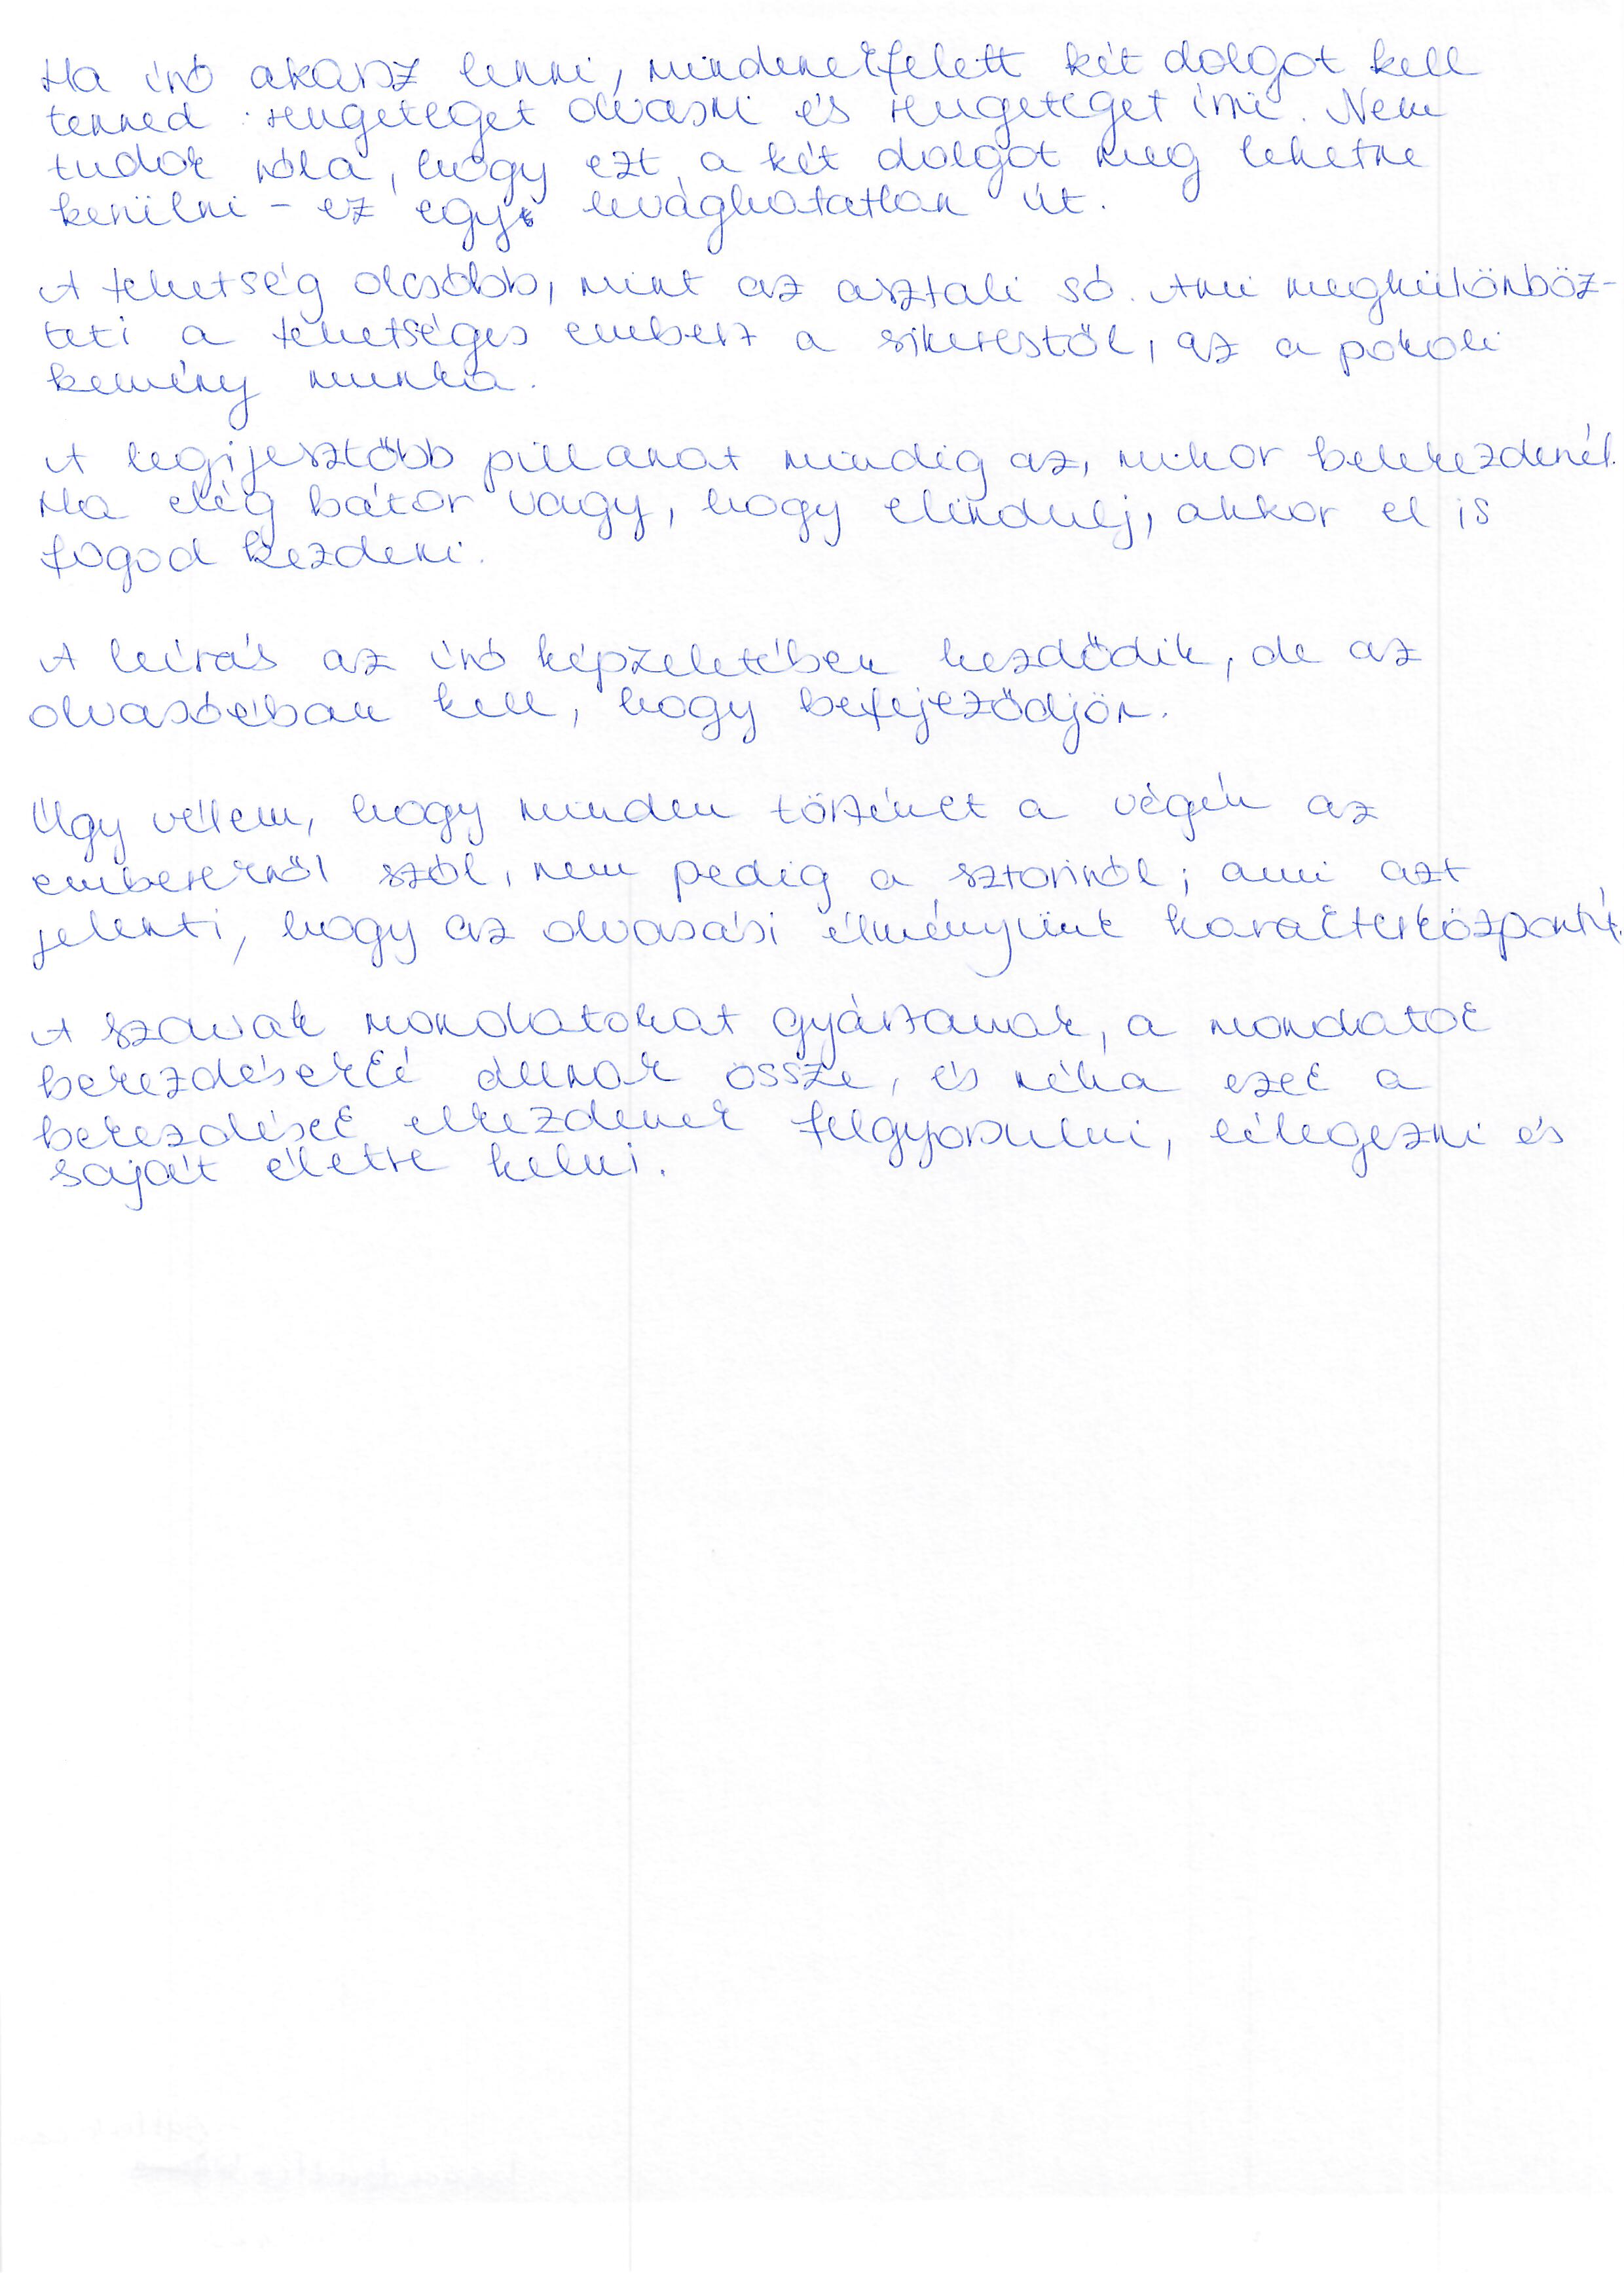 Ha író akarsz lenni, mindenekfelett két dolgot kell
tenned: rengeteget olvasni és rengeteget írni. Nem
tudok róla, hogy ezt a két dolgot meg lehetne
kerülni - ez egy levághatatlan út.
A tehetség olcsóbb, mint az asztali só. Ami megkülönböz-
teti a tehetséges embert a sikerestől, az a pokoli
kemény munka.
A legijesztőbb pillanat mindig az, mikor belekezdenél.
Ha elég bátor vagy, hogy elindulj, akkor el is
fogod kezdeni.
A leírás az író képzeletében kezdődik, de az
olvasóéban kell, hogy befejeződjön.
Úgy vélem, hogy minden történet a végén az
emberekről szól, nem pedig a sztoriról; ami azt
jelenti, hogy az olvasási élményünk karakterközpontú.
A szavak mondatokat gyártanak, a mondatok
bekezdésekké állnak össze, és néha ezek a
bekezdések elkezdenek felgyorsulni, lélegezni és
saját életre kelni.